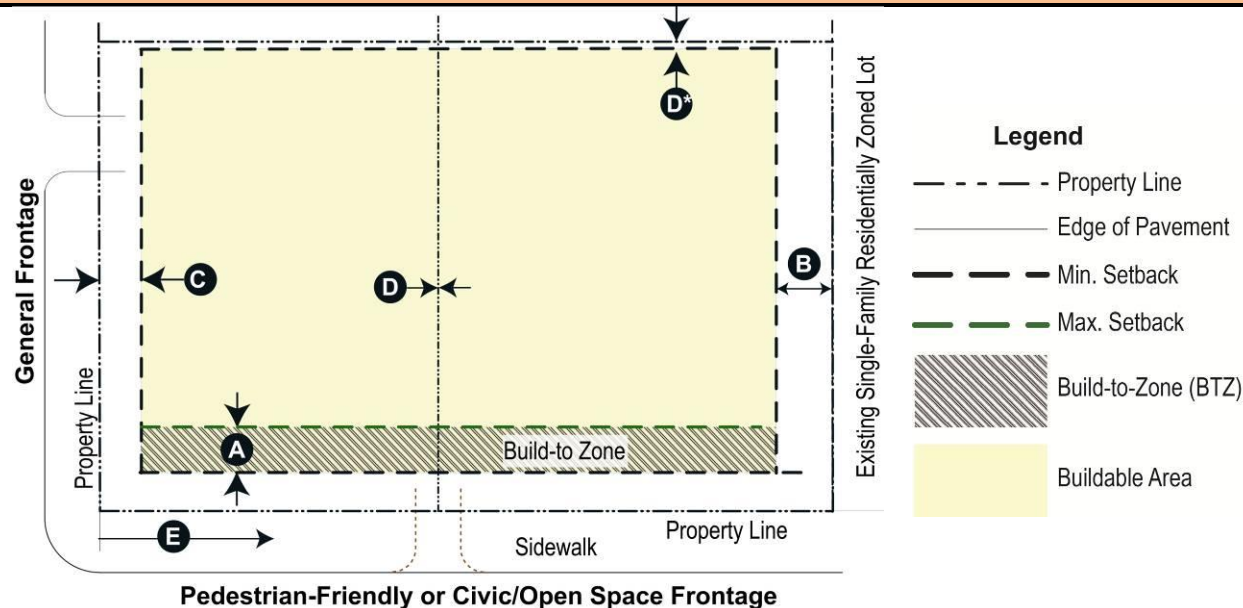 D*
General Frontage
Property Line
C
D
B
Existing Single-Family Residentially Zoned Lot
A
Build-to Zone
E
Property Line
Sidewalk
Pedestrian-Friendly or Civic/Open Space Frontage
Legend
Property Line
Edge of Pavement
Min. Setback
Max. Setback
Build-to-Zone (BTZ)
Buildable Area